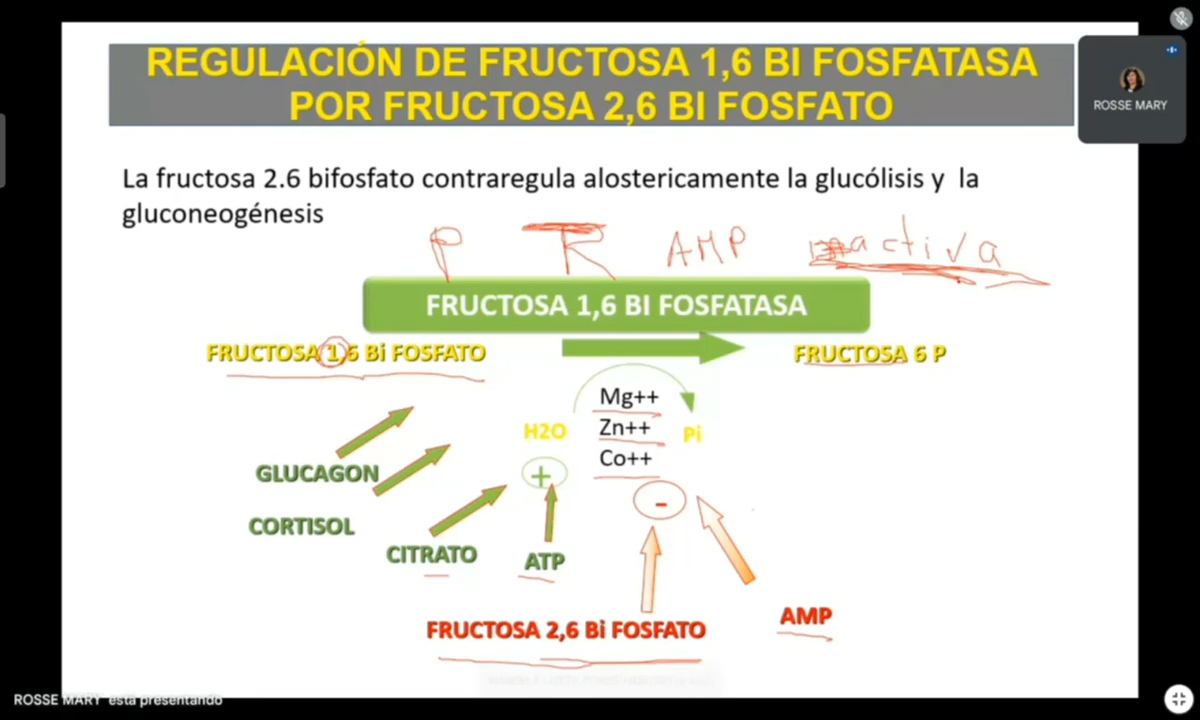 REGULACIÓN DE FRUCTOSA 1,6 BI FOSFATASA
POR FRUCTOSA 2,6 BI FOSFATO
ROSSE MARY
La fructosa 2.6 bifosfato contraregula alostericamente la glucólisis y la
gluconeogénesis
P R AMP activa
FRUCTOSA 1,6 BI FOSFATASA
FRUCTOSA 1,6 Bi FOSFATO
FRUCTOSA 6 P
Mg++
H2O Zn++ Pi
Co++
GLUCAGON
+
-
CORTISOL
CITRATO
ATP
FRUCTOSA 2,6 Bi FOSFATO
AMP
ROSSE MARY está presentando